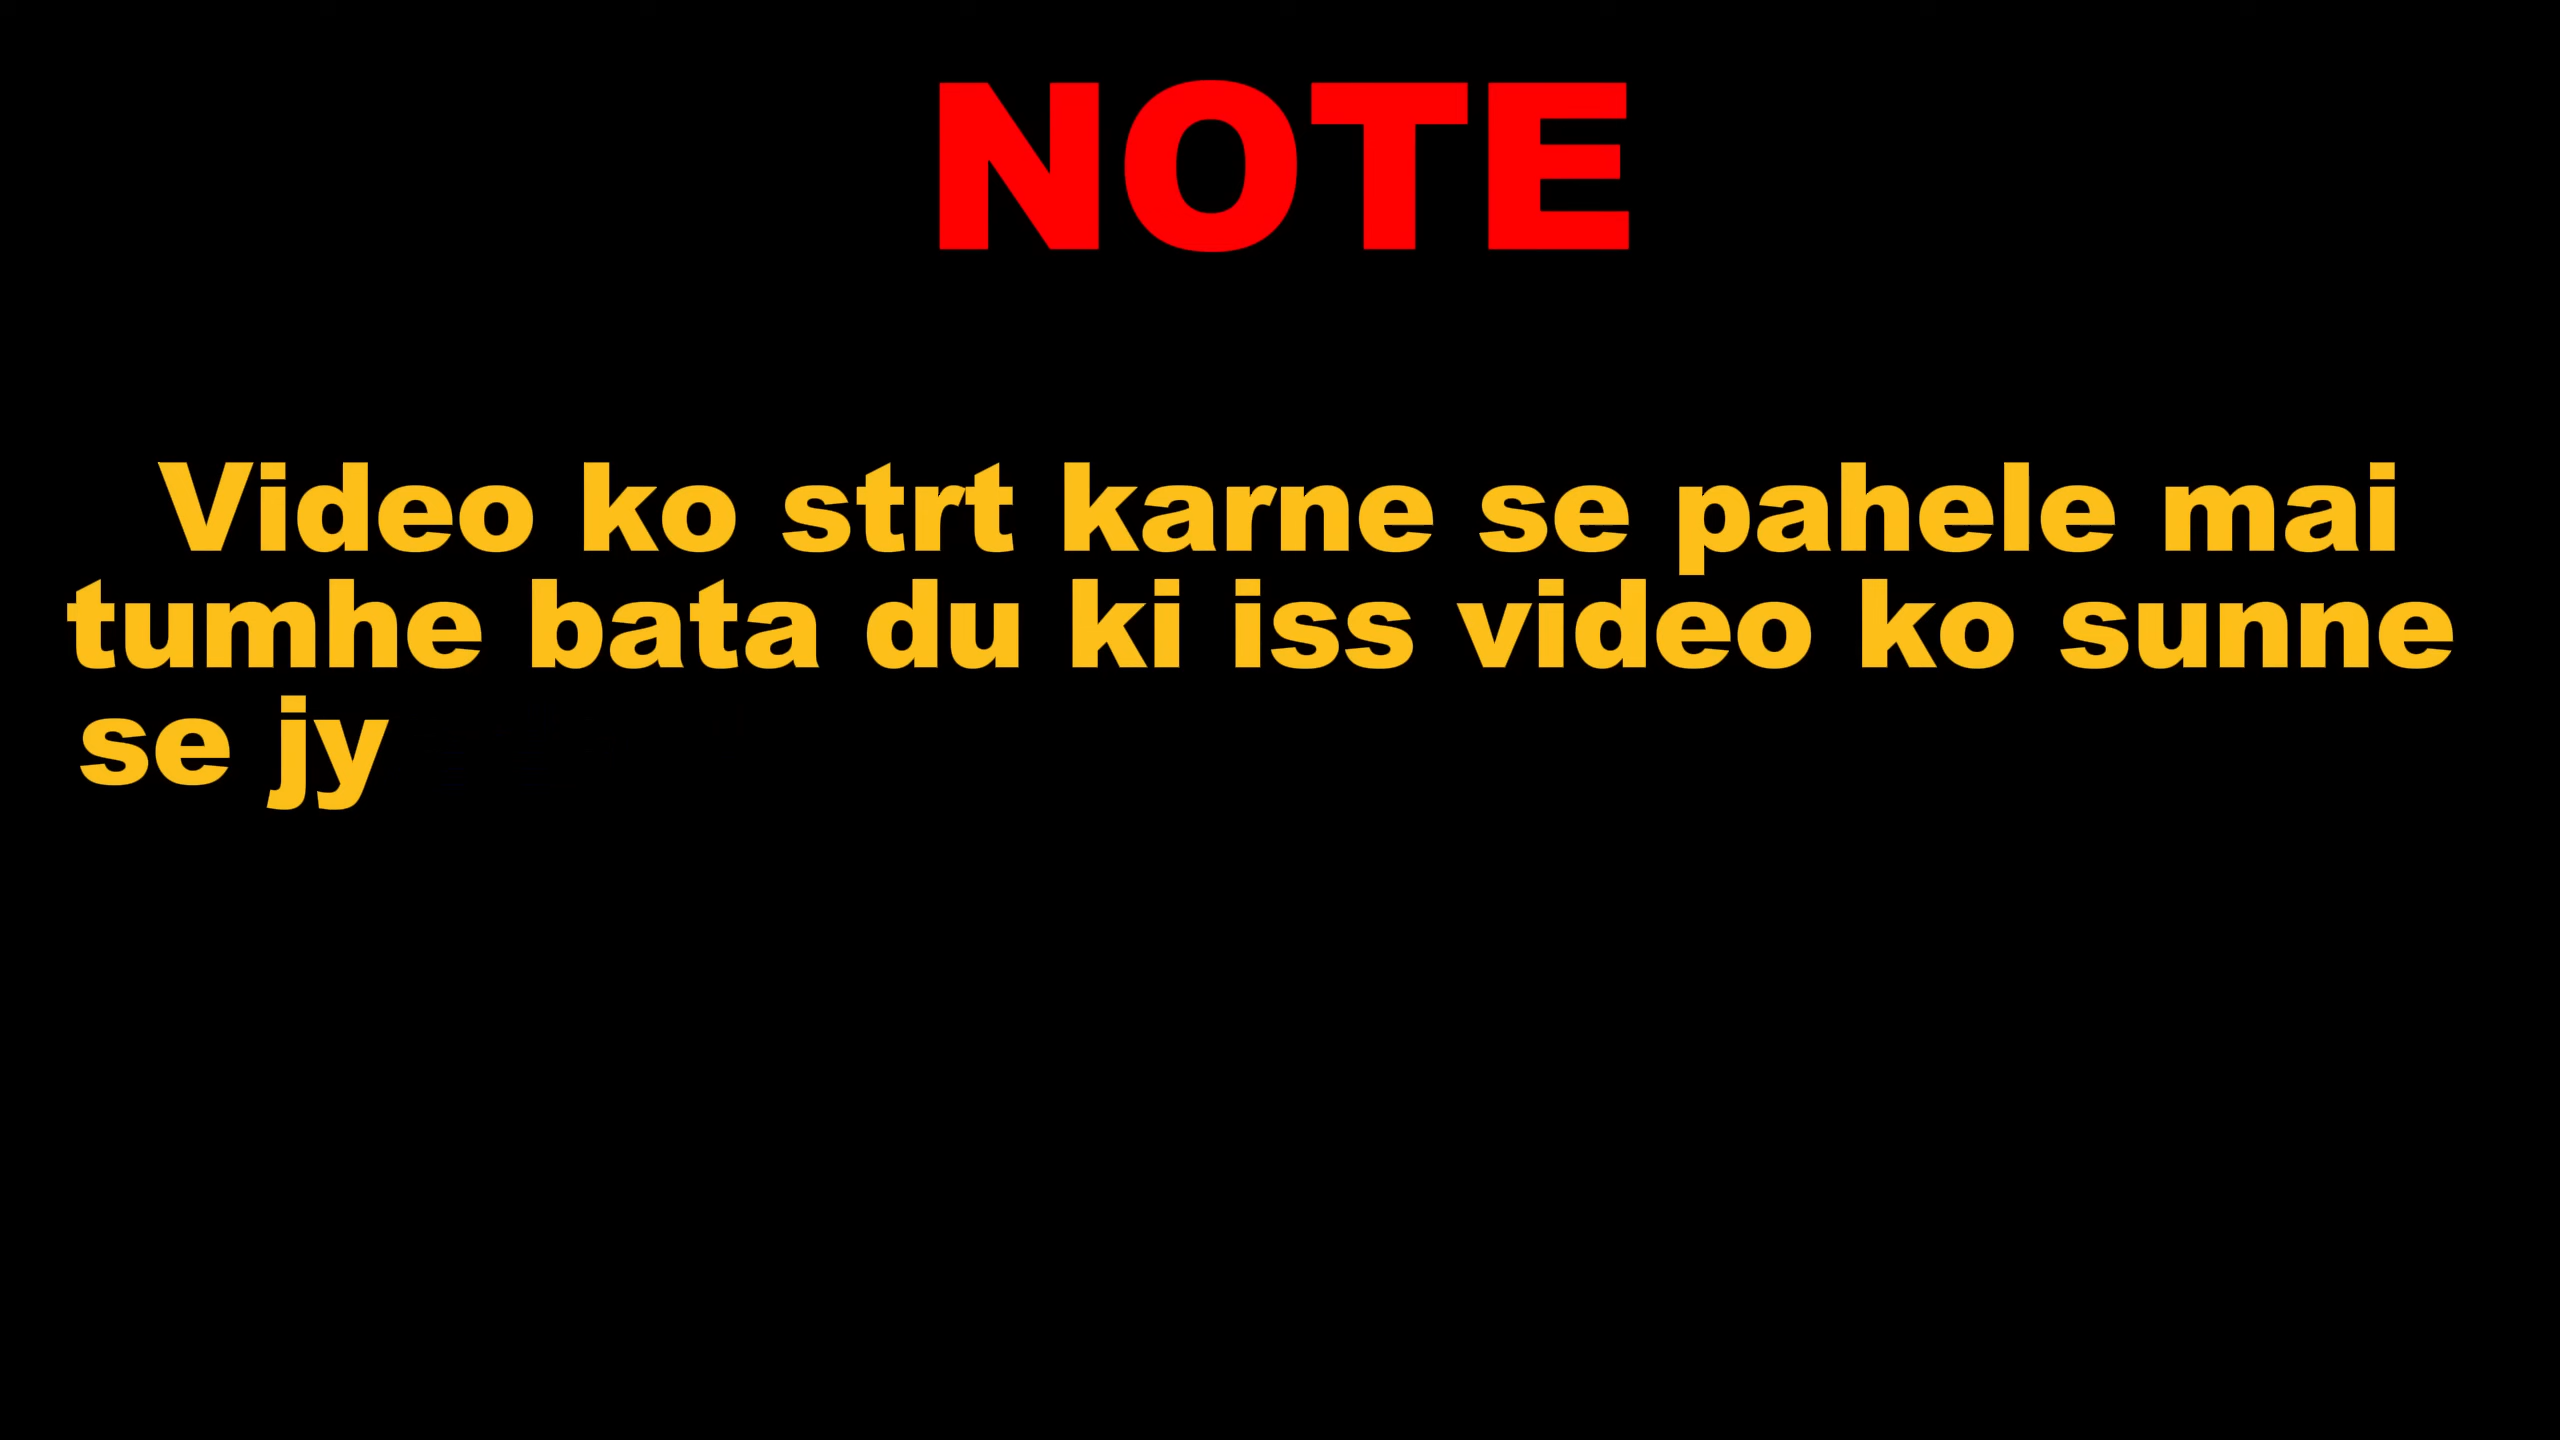 NOTE
Video ko strt karne se pahele mai
tumhe bata du ki iss video ko sunne
se jy